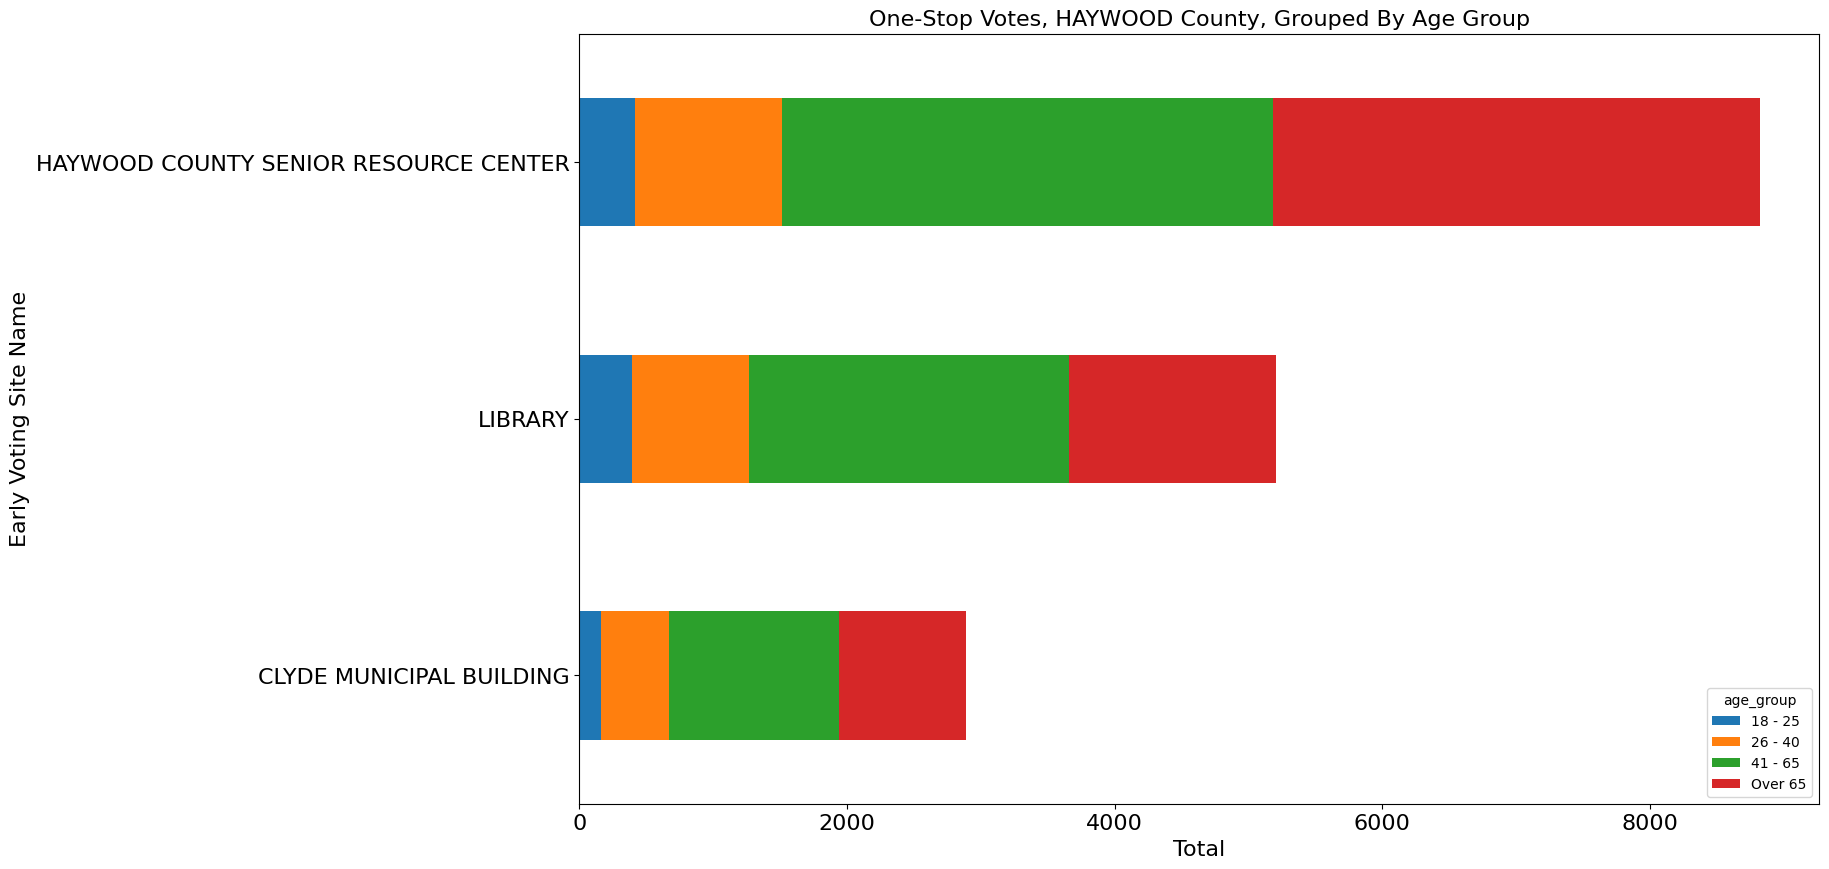 One-Stop Votes, HAYWOOD County, Grouped By Age Group
Early Voting Site Name
HAYWOOD COUNTY SENIOR RESOURCE CENTER
LIBRARY
CLYDE MUNICIPAL BUILDING
age_group
18 - 25
26 - 40
41 - 65
Over 65
0 2000 4000 6000 8000
Total